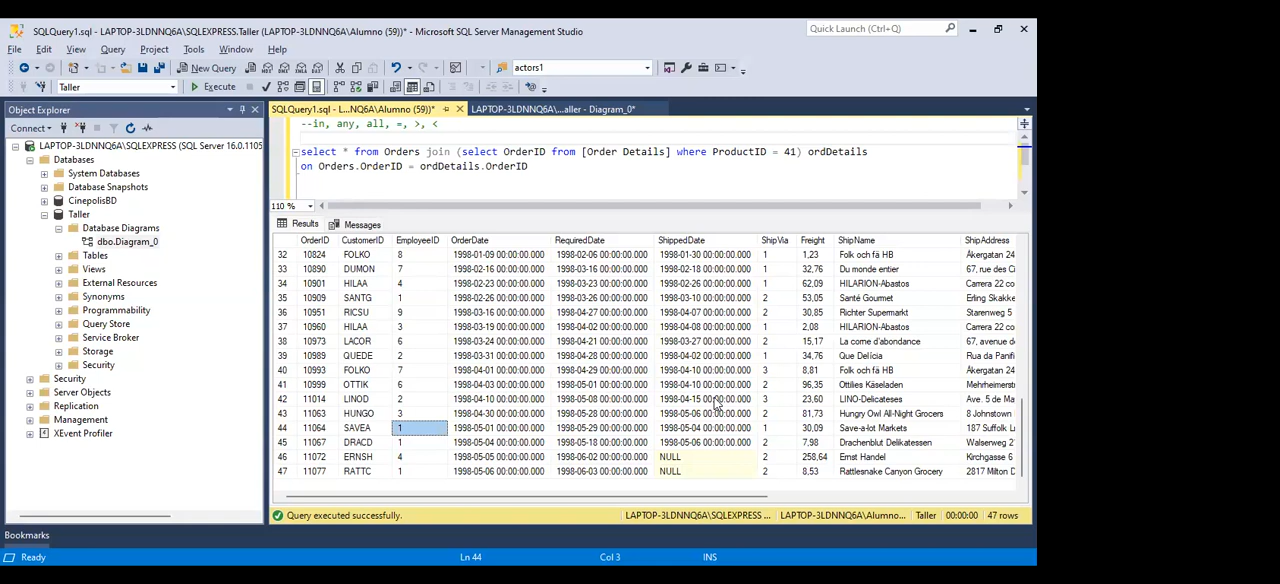 SQLQuery1.sql - LAPTOP-3LDNNQ6A\SQLEXPRESS.Taller (LAPTOP-3LDNNQ6A\Alumno (59))* - Microsoft SQL Server Management Studio
Quick Launch (Ctrl+Q)
File Edit View Query Project Tools Window Help
New Query actors1
Taller Execute
Object Explorer
SQLQuery1.sql - L...NQ6A\Alumno (59))* LAPTOP-3LDNNQ6A\...aller - Diagram_0*
Connect
LAPTOP-3LDNNQ6A\SQLEXPRESS (SQL Server 16.0.1105
Databases
System Databases
Database Snapshots
CinepolisBD
Taller
Database Diagrams
dbo.Diagram_0
Tables
Views
External Resources
Synonyms
Programmability
Query Store
Service Broker
Storage
Security
Security
Server Objects
Replication
Management
XEvent Profiler
--in, any, all, =, >, <
select * from Orders join (select OrderID from [Order Details] where ProductID = 41) ordDetails
on Orders.OrderID = ordDetails.OrderID
110 %
Results Messages
OrderID CustomerID EmployeeID OrderDate RequiredDate ShippedDate ShipVia Freight ShipName ShipAddress
32 10824 FOLKO 8 1998-01-09 00:00:00.000 1998-02-06 00:00:00.000 1998-01-30 00:00:00.000 1 1,23 Folk och fä HB Åkergatan 24
33 10890 DUMON 7 1998-02-16 00:00:00.000 1998-03-16 00:00:00.000 1998-02-18 00:00:00.000 1 32,76 Du monde entier 67, rue des Ci
34 10901 HILAA 4 1998-02-23 00:00:00.000 1998-03-23 00:00:00.000 1998-02-26 00:00:00.000 1 62,09 HILARION-Abastos Carrera 22 co
35 10909 SANTG 1 1998-02-26 00:00:00.000 1998-03-26 00:00:00.000 1998-03-10 00:00:00.000 2 53,05 Santé Gourmet Erling Skakke
36 10951 RICSU 9 1998-03-16 00:00:00.000 1998-04-27 00:00:00.000 1998-04-07 00:00:00.000 2 30,85 Richter Supermarkt Starenweg 5
37 10960 HILAA 3 1998-03-19 00:00:00.000 1998-04-02 00:00:00.000 1998-04-08 00:00:00.000 1 2,08 HILARION-Abastos Carrera 22 co
38 10973 LACOR 6 1998-03-24 00:00:00.000 1998-04-21 00:00:00.000 1998-03-27 00:00:00.000 2 15,17 La corne d'abondance 67, avenue d
39 10989 QUEDE 2 1998-03-31 00:00:00.000 1998-04-28 00:00:00.000 1998-04-02 00:00:00.000 1 34,76 Que Delícia Rua da Panifi
40 10993 FOLKO 7 1998-04-01 00:00:00.000 1998-04-29 00:00:00.000 1998-04-10 00:00:00.000 3 8,81 Folk och fä HB Åkergatan 24
41 10999 OTTIK 6 1998-04-03 00:00:00.000 1998-05-01 00:00:00.000 1998-04-10 00:00:00.000 2 96,35 Ottilies Käseladen Mehrheimerstr
42 11014 LINOD 2 1998-04-10 00:00:00.000 1998-05-08 00:00:00.000 1998-04-15 00:00:00.000 3 23,60 LINO-Delicateses Ave. 5 de Ma
43 11063 HUNGO 3 1998-04-30 00:00:00.000 1998-05-28 00:00:00.000 1998-05-06 00:00:00.000 2 81,73 Hungry Owl All-Night Grocers 8 Johnstown
44 11064 SAVEA 1 1998-05-01 00:00:00.000 1998-05-29 00:00:00.000 1998-05-04 00:00:00.000 1 30,09 Save-a-lot Markets 187 Suffolk L
45 11067 DRACD 1 1998-05-04 00:00:00.000 1998-05-18 00:00:00.000 1998-05-06 00:00:00.000 2 7,98 Drachenblut Delikatessen Walserweg 21
46 11072 ERNSH 4 1998-05-05 00:00:00.000 1998-06-02 00:00:00.000 NULL 2 258,64 Ernst Handel Kirchgasse 6
47 11077 RATTC 1 1998-05-06 00:00:00.000 1998-06-03 00:00:00.000 NULL 2 8,53 Rattlesnake Canyon Grocery 2817 Milton D
Query executed successfully. LAPTOP-3LDNNQ6A\SQLEXPRESS ... LAPTOP-3LDNNQ6A\Alumno... Taller 00:00:00 47 rows
Bookmarks
Ready Ln 44 Col 3 INS